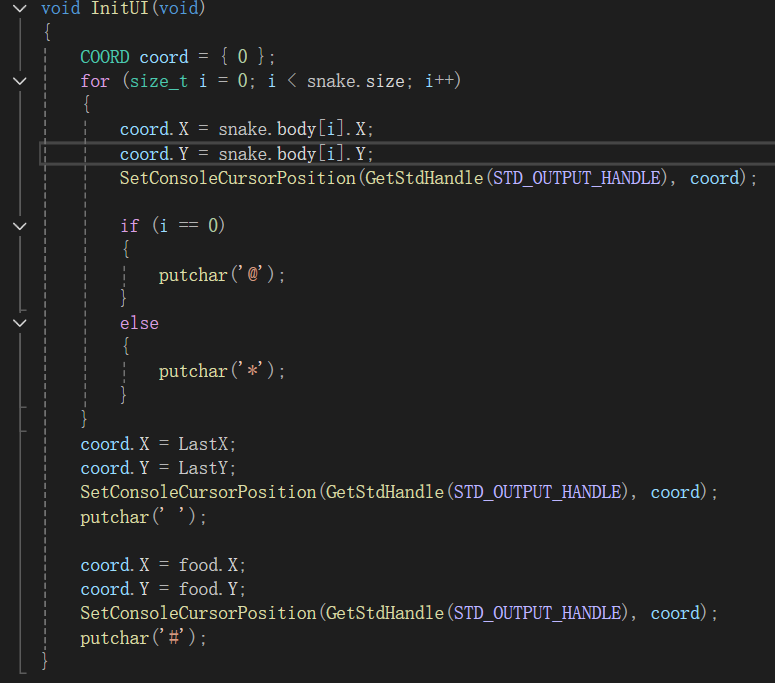 void InitUI(void)
{
    COORD coord = { 0 };
    for (size_t i = 0; i < snake.size; i++)
    {
        coord.X = snake.body[i].X;
        coord.Y = snake.body[i].Y;
        SetConsoleCursorPosition(GetStdHandle(STD_OUTPUT_HANDLE), coord);

        if (i == 0)
        {
            putchar('@');
        }
        else
        {
            putchar('*');
        }
    }
    coord.X = LastX;
    coord.Y = LastY;
    SetConsoleCursorPosition(GetStdHandle(STD_OUTPUT_HANDLE), coord);
    putchar(' ');

    coord.X = food.X;
    coord.Y = food.Y;
    SetConsoleCursorPosition(GetStdHandle(STD_OUTPUT_HANDLE), coord);
    putchar('#');
}